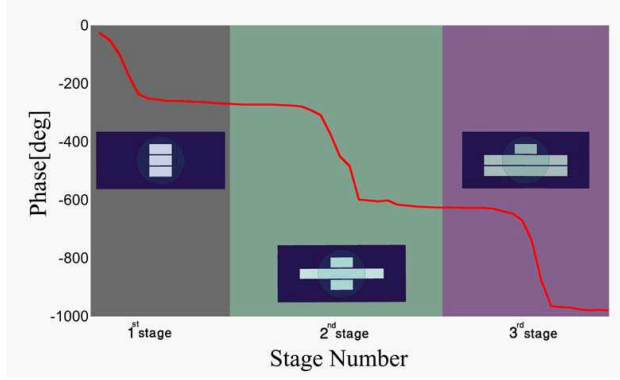 0
-200
-400
-600
-800
-1000
Phase[deg]
1st stage
2nd stage
3rd stage
Stage Number